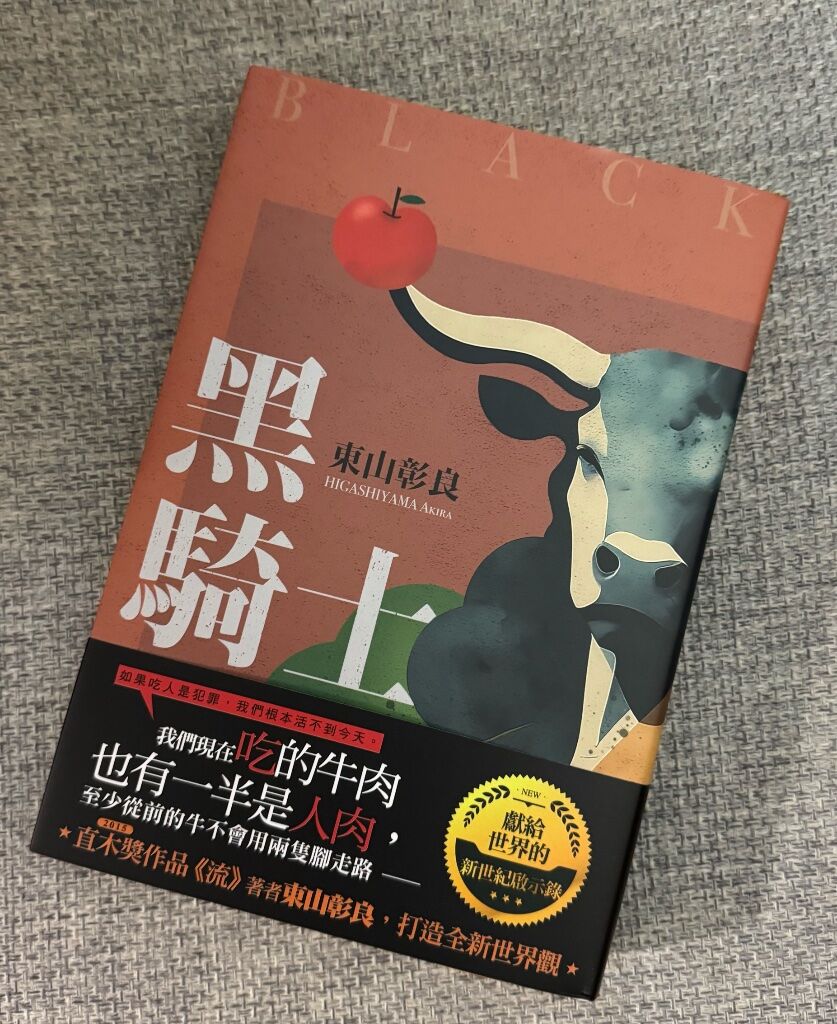 BLACK
黑
騎士
東山彰良
HIGASHIYAMA AKIRA
如果吃人是犯罪，我們根本活不到今天。
我們現在吃的牛肉
也有一半是人肉，
至少從前的牛不會用兩隻腳走路——
2015
★直木獎作品《流》著者東山彰良，打造全新世界觀★
·NEW·
獻給
世界的
新世紀啟示錄
★★★